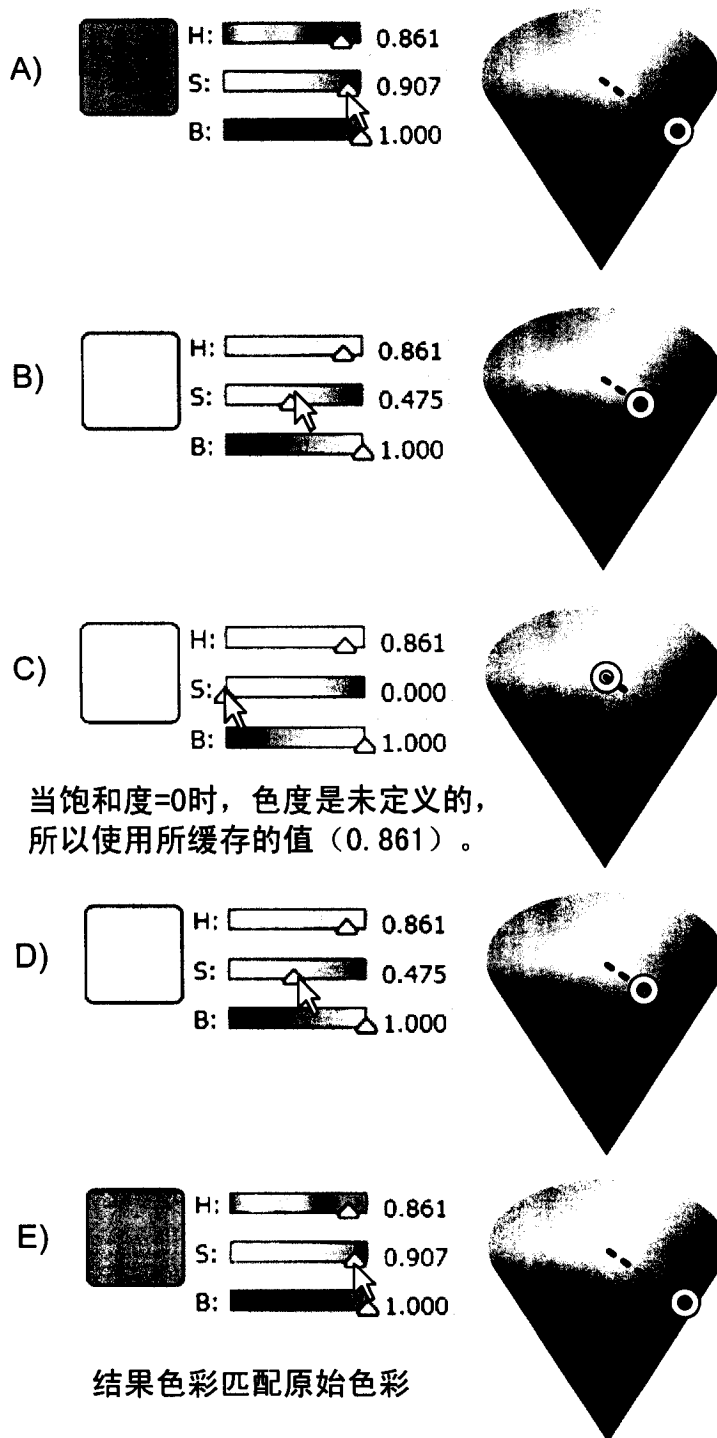 A)
H: 0.861
S: 0.907
B: 1.000
B)
H: 0.861
S: 0.475
B: 1.000
C)
H: 0.861
S: 0.000
B: 1.000
当饱和度=0时，色度是未定义的，
所以使用所缓存的值（0.861）。
D)
H: 0.861
S: 0.475
B: 1.000
E)
H: 0.861
S: 0.907
B: 1.000
结果色彩匹配原始色彩